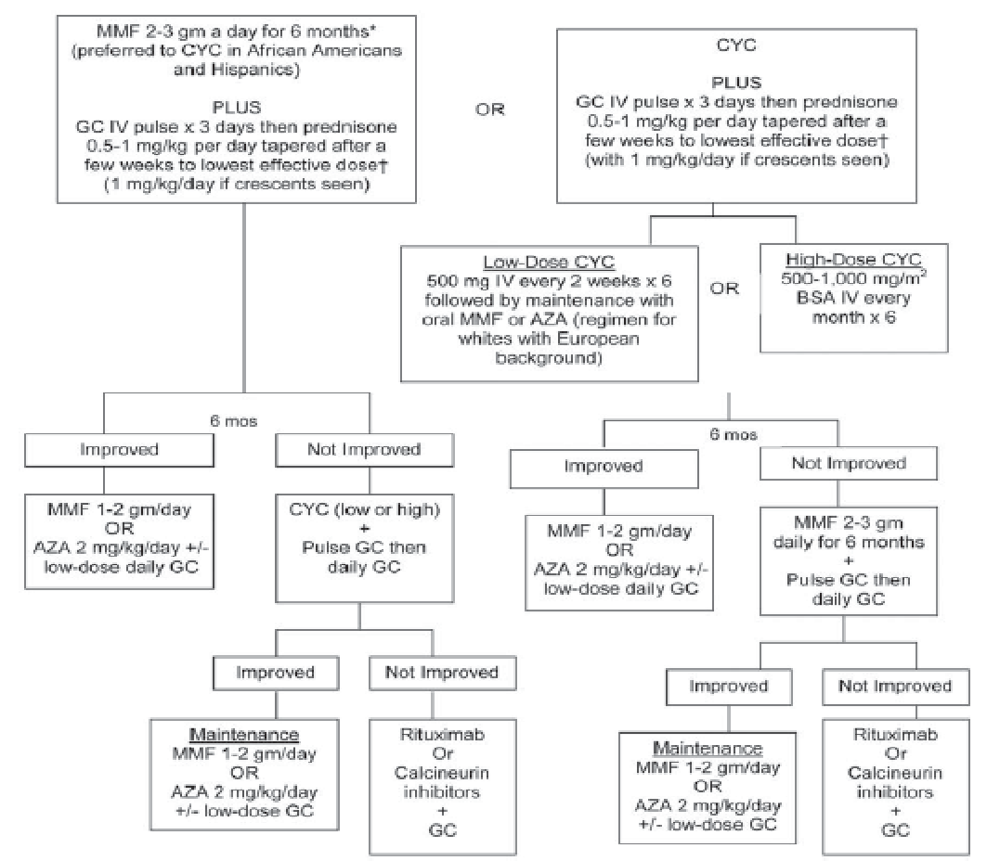 MMF 2-3 gm a day for 6 months*
(preferred to CYC in African Americans
and Hispanics)
PLUS
GC IV pulse x 3 days then prednisone
0.5-1 mg/kg per day tapered after a
few weeks to lowest effective dose†
(1 mg/kg/day if crescents seen)
OR
CYC
PLUS
GC IV pulse x 3 days then prednisone
0.5-1 mg/kg per day tapered after a
few weeks to lowest effective dose†
(with 1 mg/kg/day if crescents seen)
Low-Dose CYC
500 mg IV every 2 weeks x 6
followed by maintenance with
oral MMF or AZA (regimen for
whites with European
background)
OR
High-Dose CYC
500-1,000 mg/m²
BSA IV every
month x 6
6 mos
Improved
Not Improved
MMF 1-2 gm/day
OR
AZA 2 mg/kg/day +/-
low-dose daily GC
CYC (low or high)
+
Pulse GC then
daily GC
Improved
Not Improved
Maintenance
MMF 1-2 gm/day
OR
AZA 2 mg/kg/day
+/- low-dose GC
Rituximab
Or
Calcineurin
inhibitors
+
GC
6 mos
Improved
Not Improved
MMF 1-2 gm/day
OR
AZA 2 mg/kg/day +/-
low-dose daily GC
MMF 2-3 gm
daily for 6 months
+
Pulse GC then
daily GC
Improved
Not Improved
Maintenance
MMF 1-2 gm/day
OR
AZA 2 mg/kg/day
+/- low-dose GC
Rituximab
Or
Calcineurin
inhibitors
+
GC